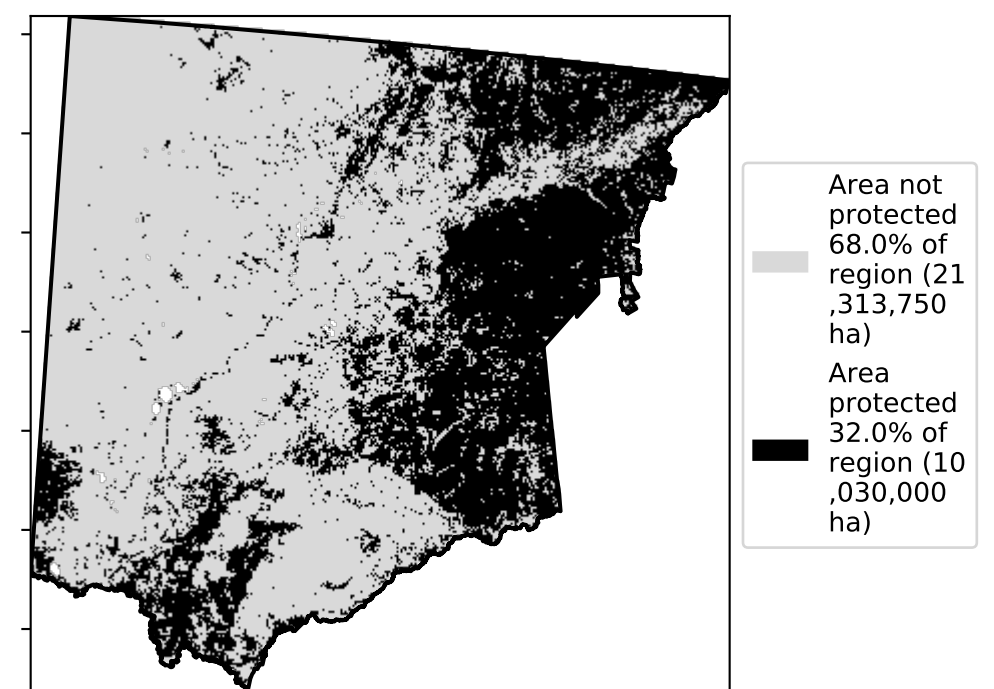 Area not
protected
68.0% of
region (21
,313,750
ha)
Area
protected
32.0% of
region (10
,030,000
ha)